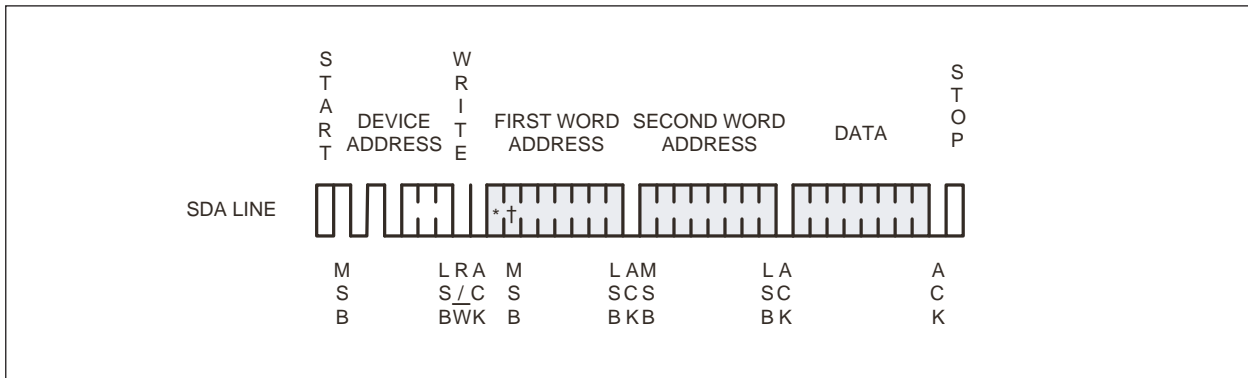 START
DEVICE
ADDRESS
WRITE
FIRST WORD
ADDRESS
SECOND WORD
ADDRESS
DATA
STOP
SDA LINE
* †
MSB
LSB
R/W
ACK
MSB
LSB
ACK
MSB
LSB
ACK
ACK